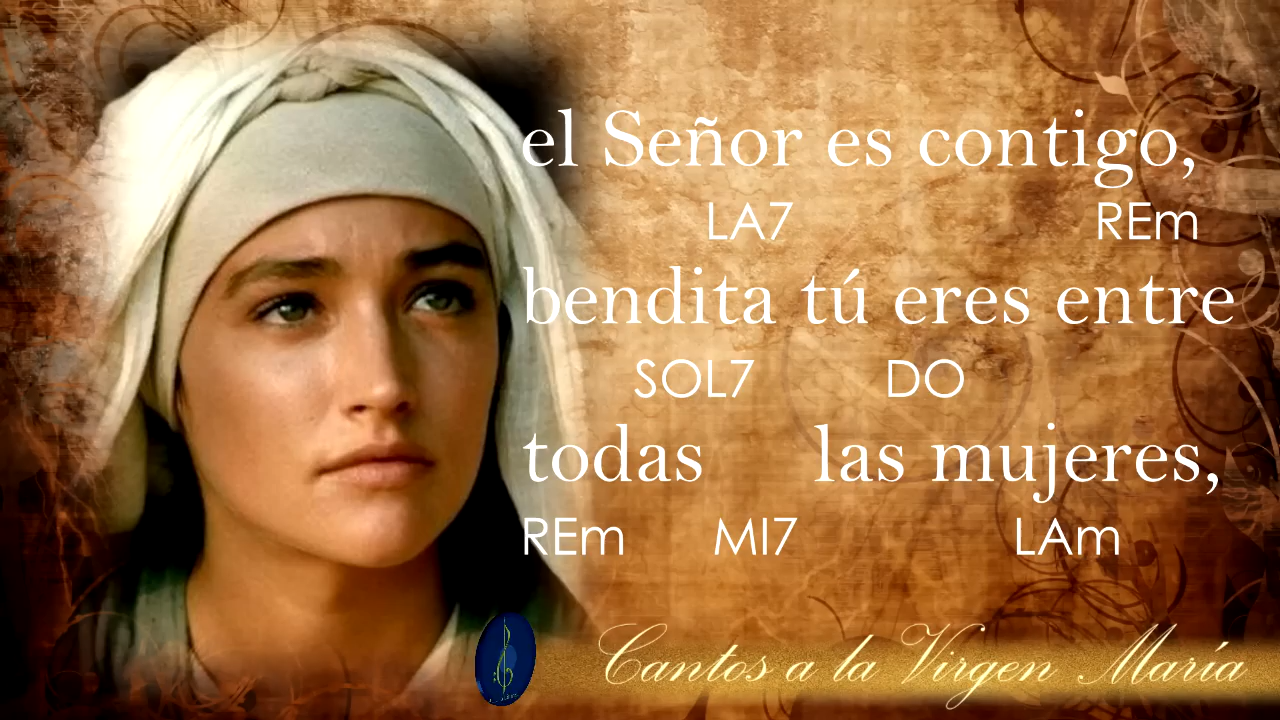 el Señor es contigo,
LA7 REm
bendita tú eres entre
SOL7 DO
todas las mujeres,
REm MI7 LAm
Cantos a la Virgen María